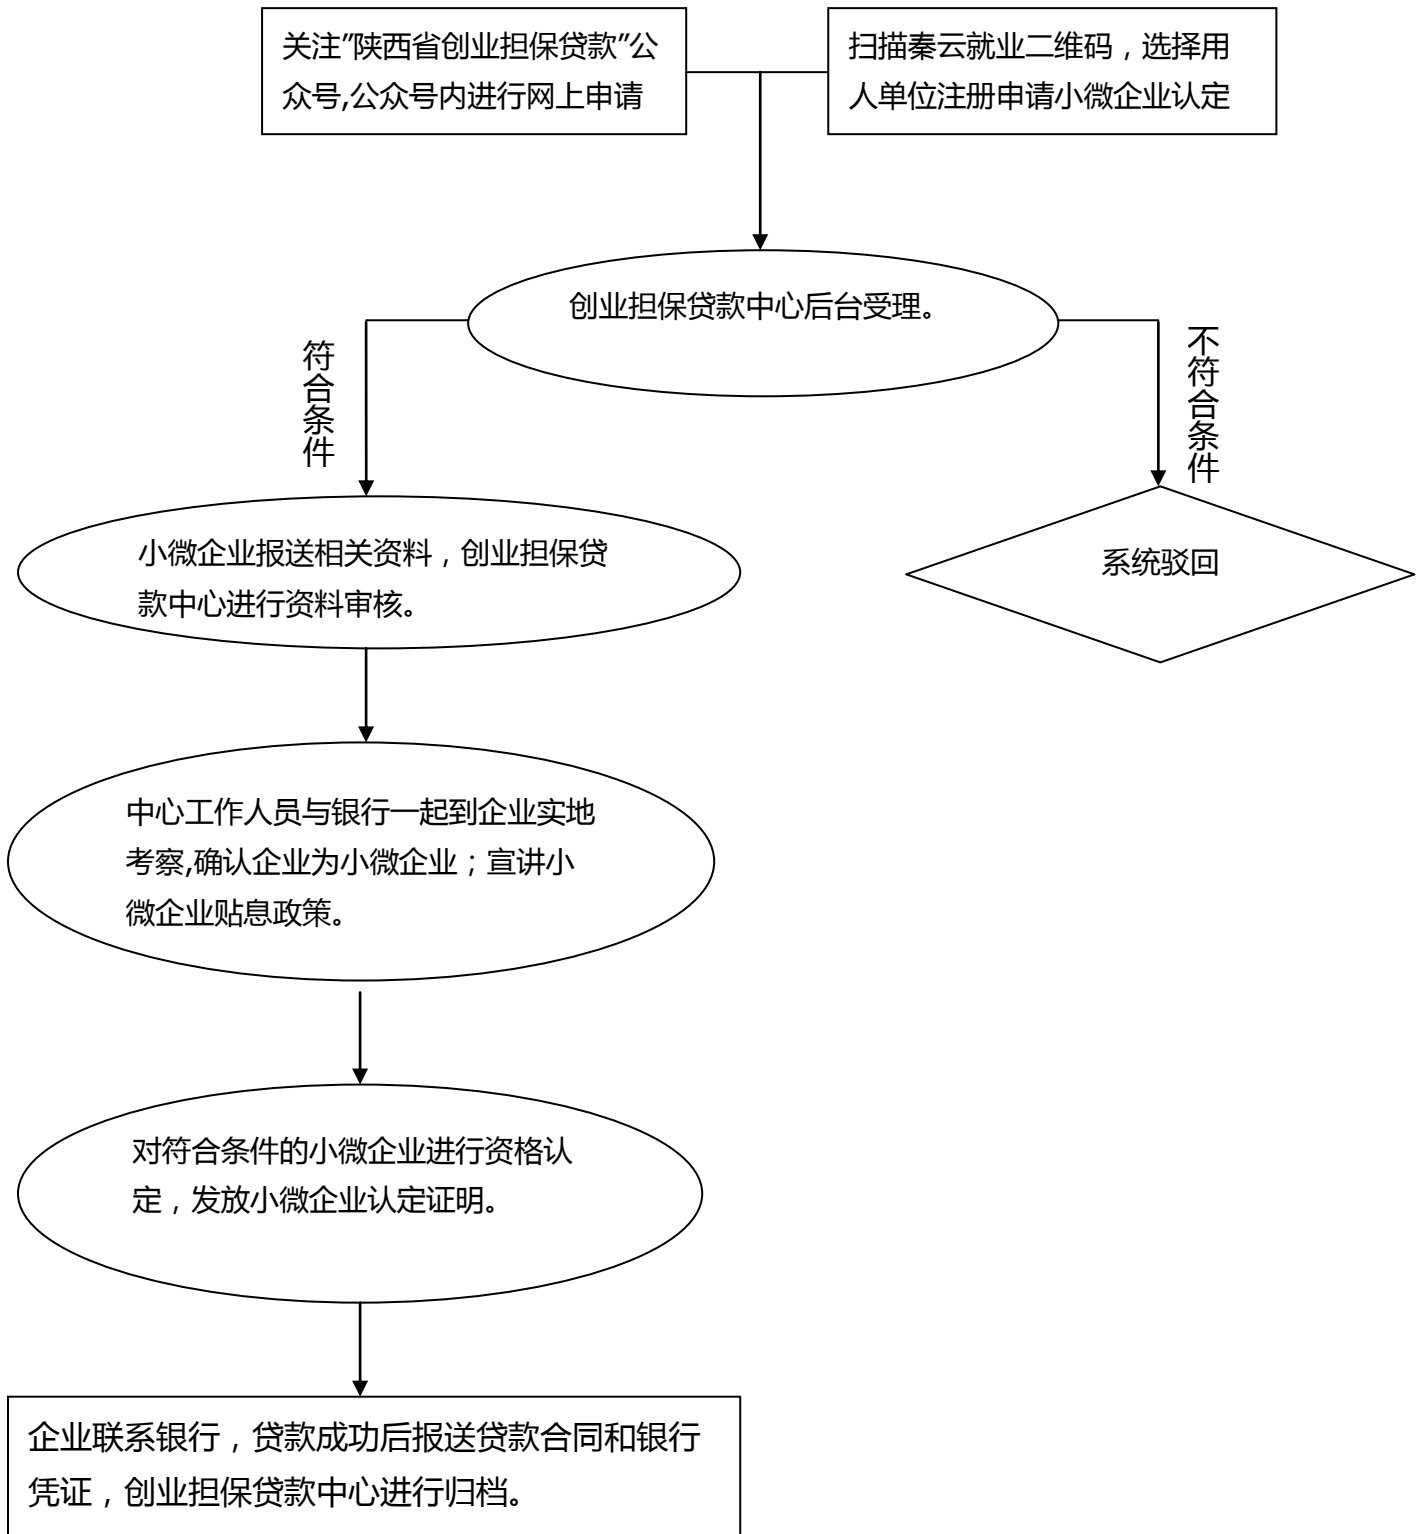 关注”陕西省创业担保贷款”公
众号,公众号内进行网上申请
扫描秦云就业二维码，选择用
人单位注册申请小微企业认定
创业担保贷款中心后台受理。
符合条件
不符合条件
小微企业报送相关资料，创业担保贷
款中心进行资料审核。
系统驳回
中心工作人员与银行一起到企业实地
考察,确认企业为小微企业；宣讲小
微企业贴息政策。
对符合条件的小微企业进行资格认
定，发放小微企业认定证明。
企业联系银行，贷款成功后报送贷款合同和银行
凭证，创业担保贷款中心进行归档。